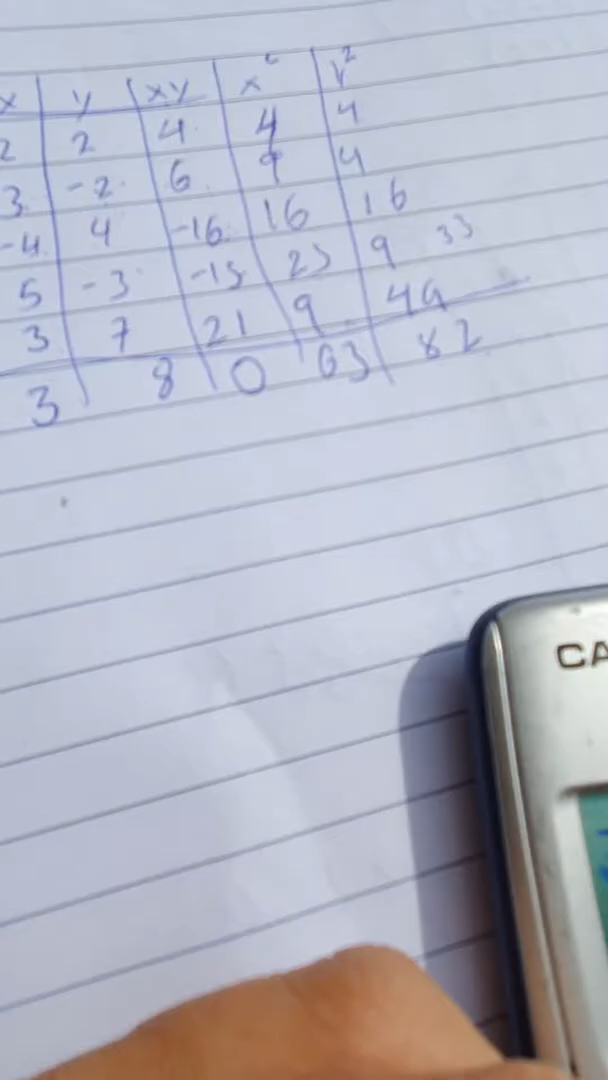 x y xy x² y²
2 2 4 4 4
3 -2 6 9 4
-4 4 -16 16 16
5 -3 -15 25 9 33
3 7 21 9 49
3 8 0 63 82
CA